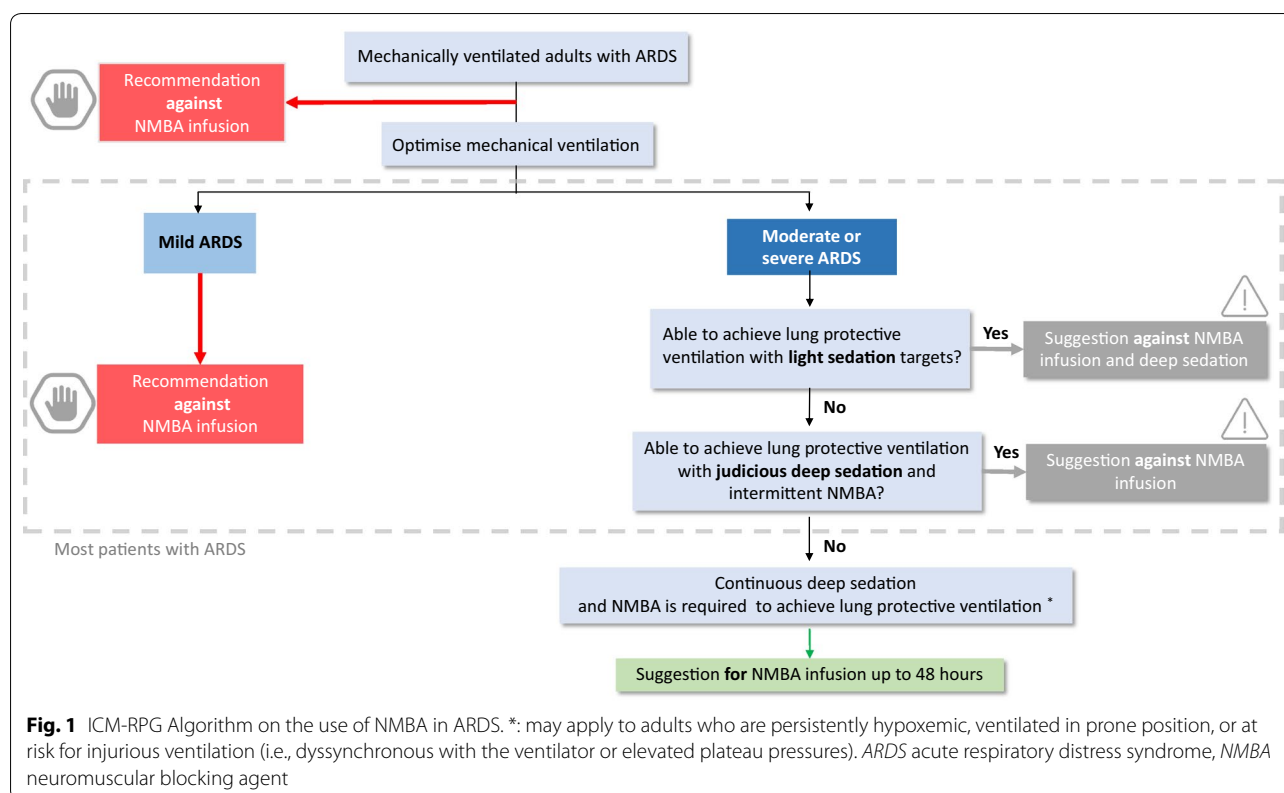 Mechanically ventilated adults with ARDS
Recommendation
against
NMBA infusion
Optimise mechanical ventilation
Mild ARDS
Moderate or
severe ARDS
Able to achieve lung protective
ventilation with light sedation targets?
Yes
Suggestion against NMBA
infusion and deep sedation
Recommendation
against
NMBA infusion
No
Able to achieve lung protective ventilation
with judicious deep sedation and
intermittent NMBA?
Yes
Suggestion against NMBA
infusion
Most patients with ARDS
No
Continuous deep sedation
and NMBA is required to achieve lung protective ventilation *
Suggestion for NMBA infusion up to 48 hours
Fig. 1 ICM-RPG Algorithm on the use of NMBA in ARDS. *: may apply to adults who are persistently hypoxemic, ventilated in prone position, or at
risk for injurious ventilation (i.e., dyssynchronous with the ventilator or elevated plateau pressures). ARDS acute respiratory distress syndrome, NMBA
neuromuscular blocking agent